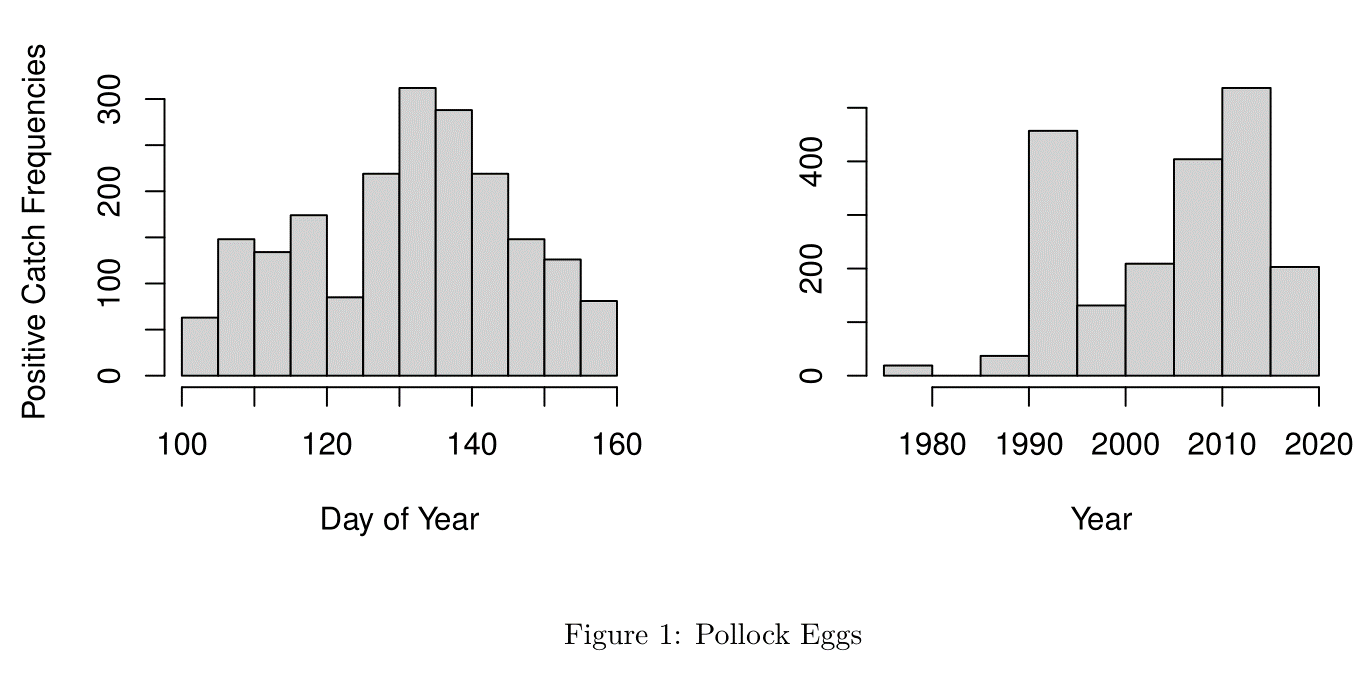 Positive Catch Frequencies
300
200
100
0
100 120 140 160
Day of Year
400
200
0
1980 1990 2000 2010 2020
Year
Figure 1: Pollock Eggs